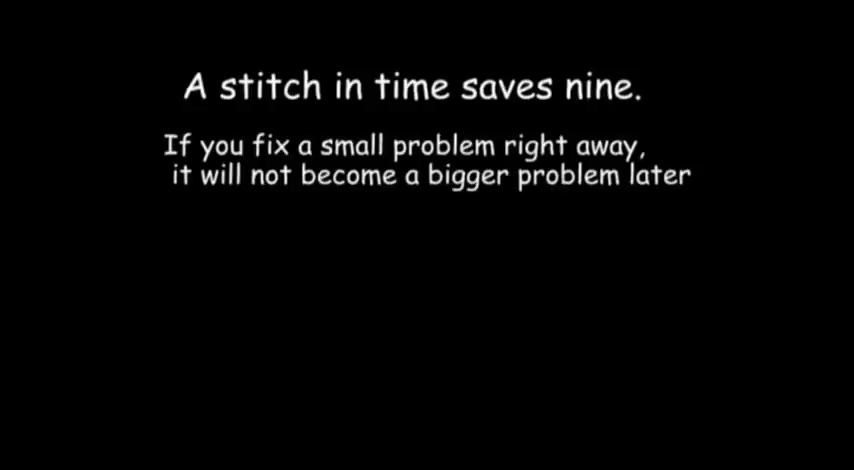 A stitch in time saves nine.
If you fix a small problem right away,
it will not become a bigger problem later